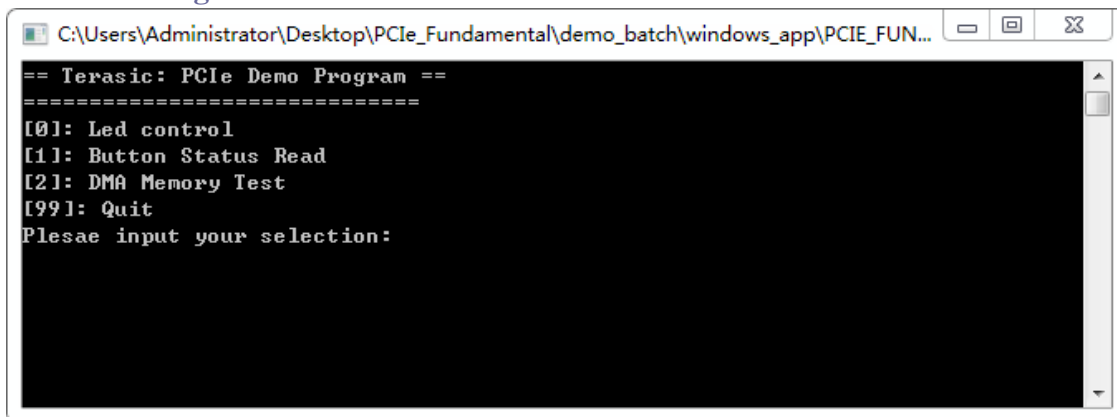 C:\Users\Administrator\Desktop\PCIe_Fundamental\demo_batch\windows_app\PCIE_FUN...
== Terasic: PCIe Demo Program ==
==============================
[0]: Led control
[1]: Button Status Read
[2]: DMA Memory Test
[99]: Quit
Plesae input your selection: